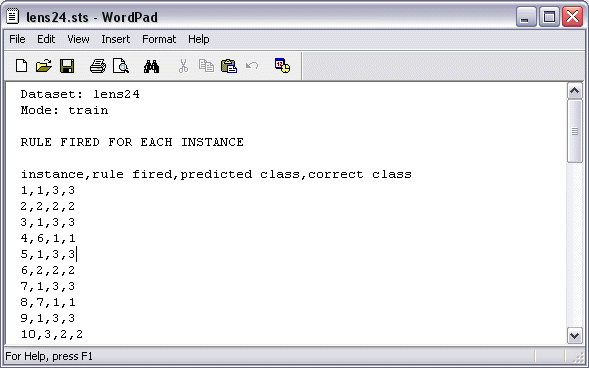 lens24.sts - WordPad
File Edit View Insert Format Help
Dataset: lens24
Mode: train
RULE FIRED FOR EACH INSTANCE
instance,rule fired,predicted class,correct class
1,1,3,3
2,2,2,2
3,1,3,3
4,6,1,1
5,1,3,3
6,2,2,2
7,1,3,3
8,7,1,1
9,1,3,3
10,3,2,2
For Help, press F1